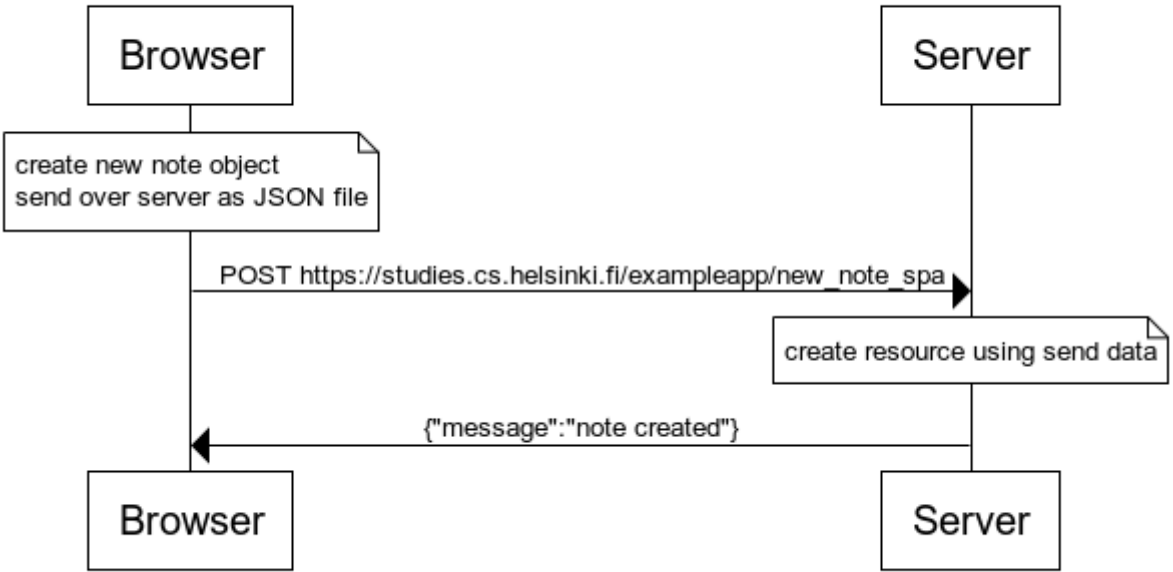 Browser
Server
create new note object
send over server as JSON file
POST https://studies.cs.helsinki.fi/exampleapp/new_note_spa
create resource using send data
{"message":"note created"}
Browser
Server